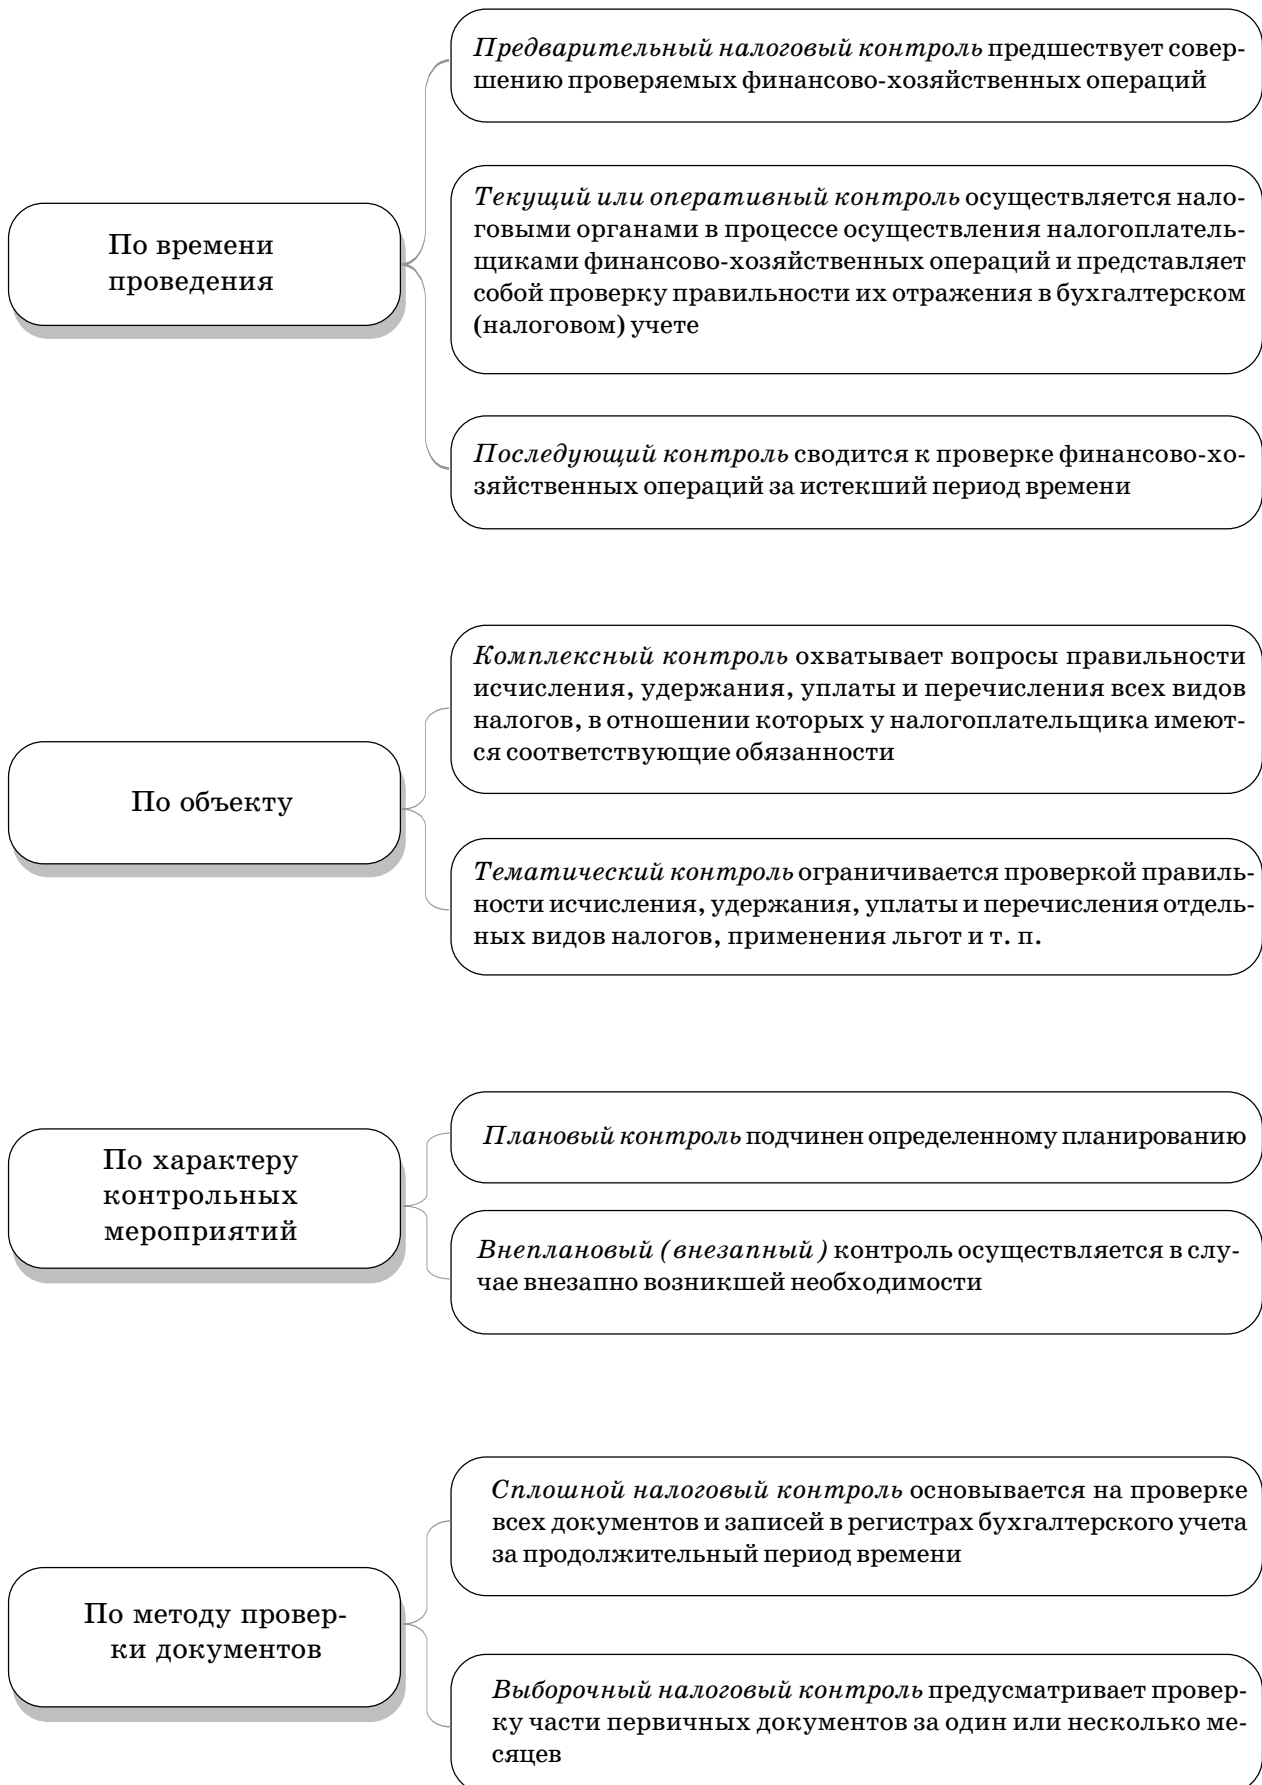 Предварительный налоговый контроль предшествует совер-
шению проверяемых финансово-хозяйственных операций
По времени
проведения
Текущий или оперативный контроль осуществляется нало-
говыми органами в процессе осуществления налогоплатель-
щиками финансово-хозяйственных операций и представляет
собой проверку правильности их отражения в бухгалтерском
(налоговом) учете
Последующий контроль сводится к проверке финансово-хо-
зяйственных операций за истекший период времени
По объекту
Комплексный контроль охватывает вопросы правильности
исчисления, удержания, уплаты и перечисления всех видов
налогов, в отношении которых у налогоплательщика имеют-
ся соответствующие обязанности
Тематический контроль ограничивается проверкой правиль-
ности исчисления, удержания, уплаты и перечисления отдель-
ных видов налогов, применения льгот и т. п.
По характеру
контрольных
мероприятий
Плановый контроль подчинен определенному планированию
Внеплановый (внезапный) контроль осуществляется в слу-
чае внезапно возникшей необходимости
По методу провер-
ки документов
Сплошной налоговый контроль основывается на проверке
всех документов и записей в регистрах бухгалтерского учета
за продолжительный период времени
Выборочный налоговый контроль предусматривает провер-
ку части первичных документов за один или несколько ме-
сяцев